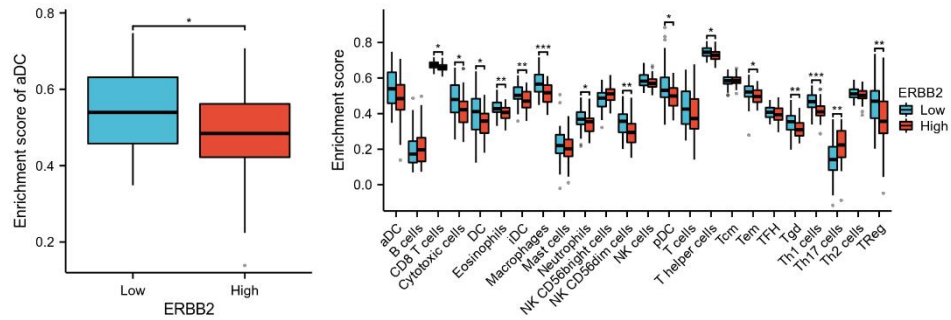 Enrichment score of aDC
0.8
0.6
0.4
0.2
*
Low
High
ERBB2
Enrichment score
0.8
0.6
0.4
0.2
0.0
*
*
*
**
**
***
*
**
*
*
*
**
***
**
**
aDC
B cells
CD8 T cells
Cytotoxic cells
DC
Eosinophils
iDC
Macrophages
Mast cells
Neutrophils
NK CD56bright cells
NK CD56dim cells
NK cells
pDC
T cells
T helper cells
Tcm
Tem
TFH
Tgd
Th1 cells
Th17 cells
Th2 cells
TReg
ERBB2
Low
High